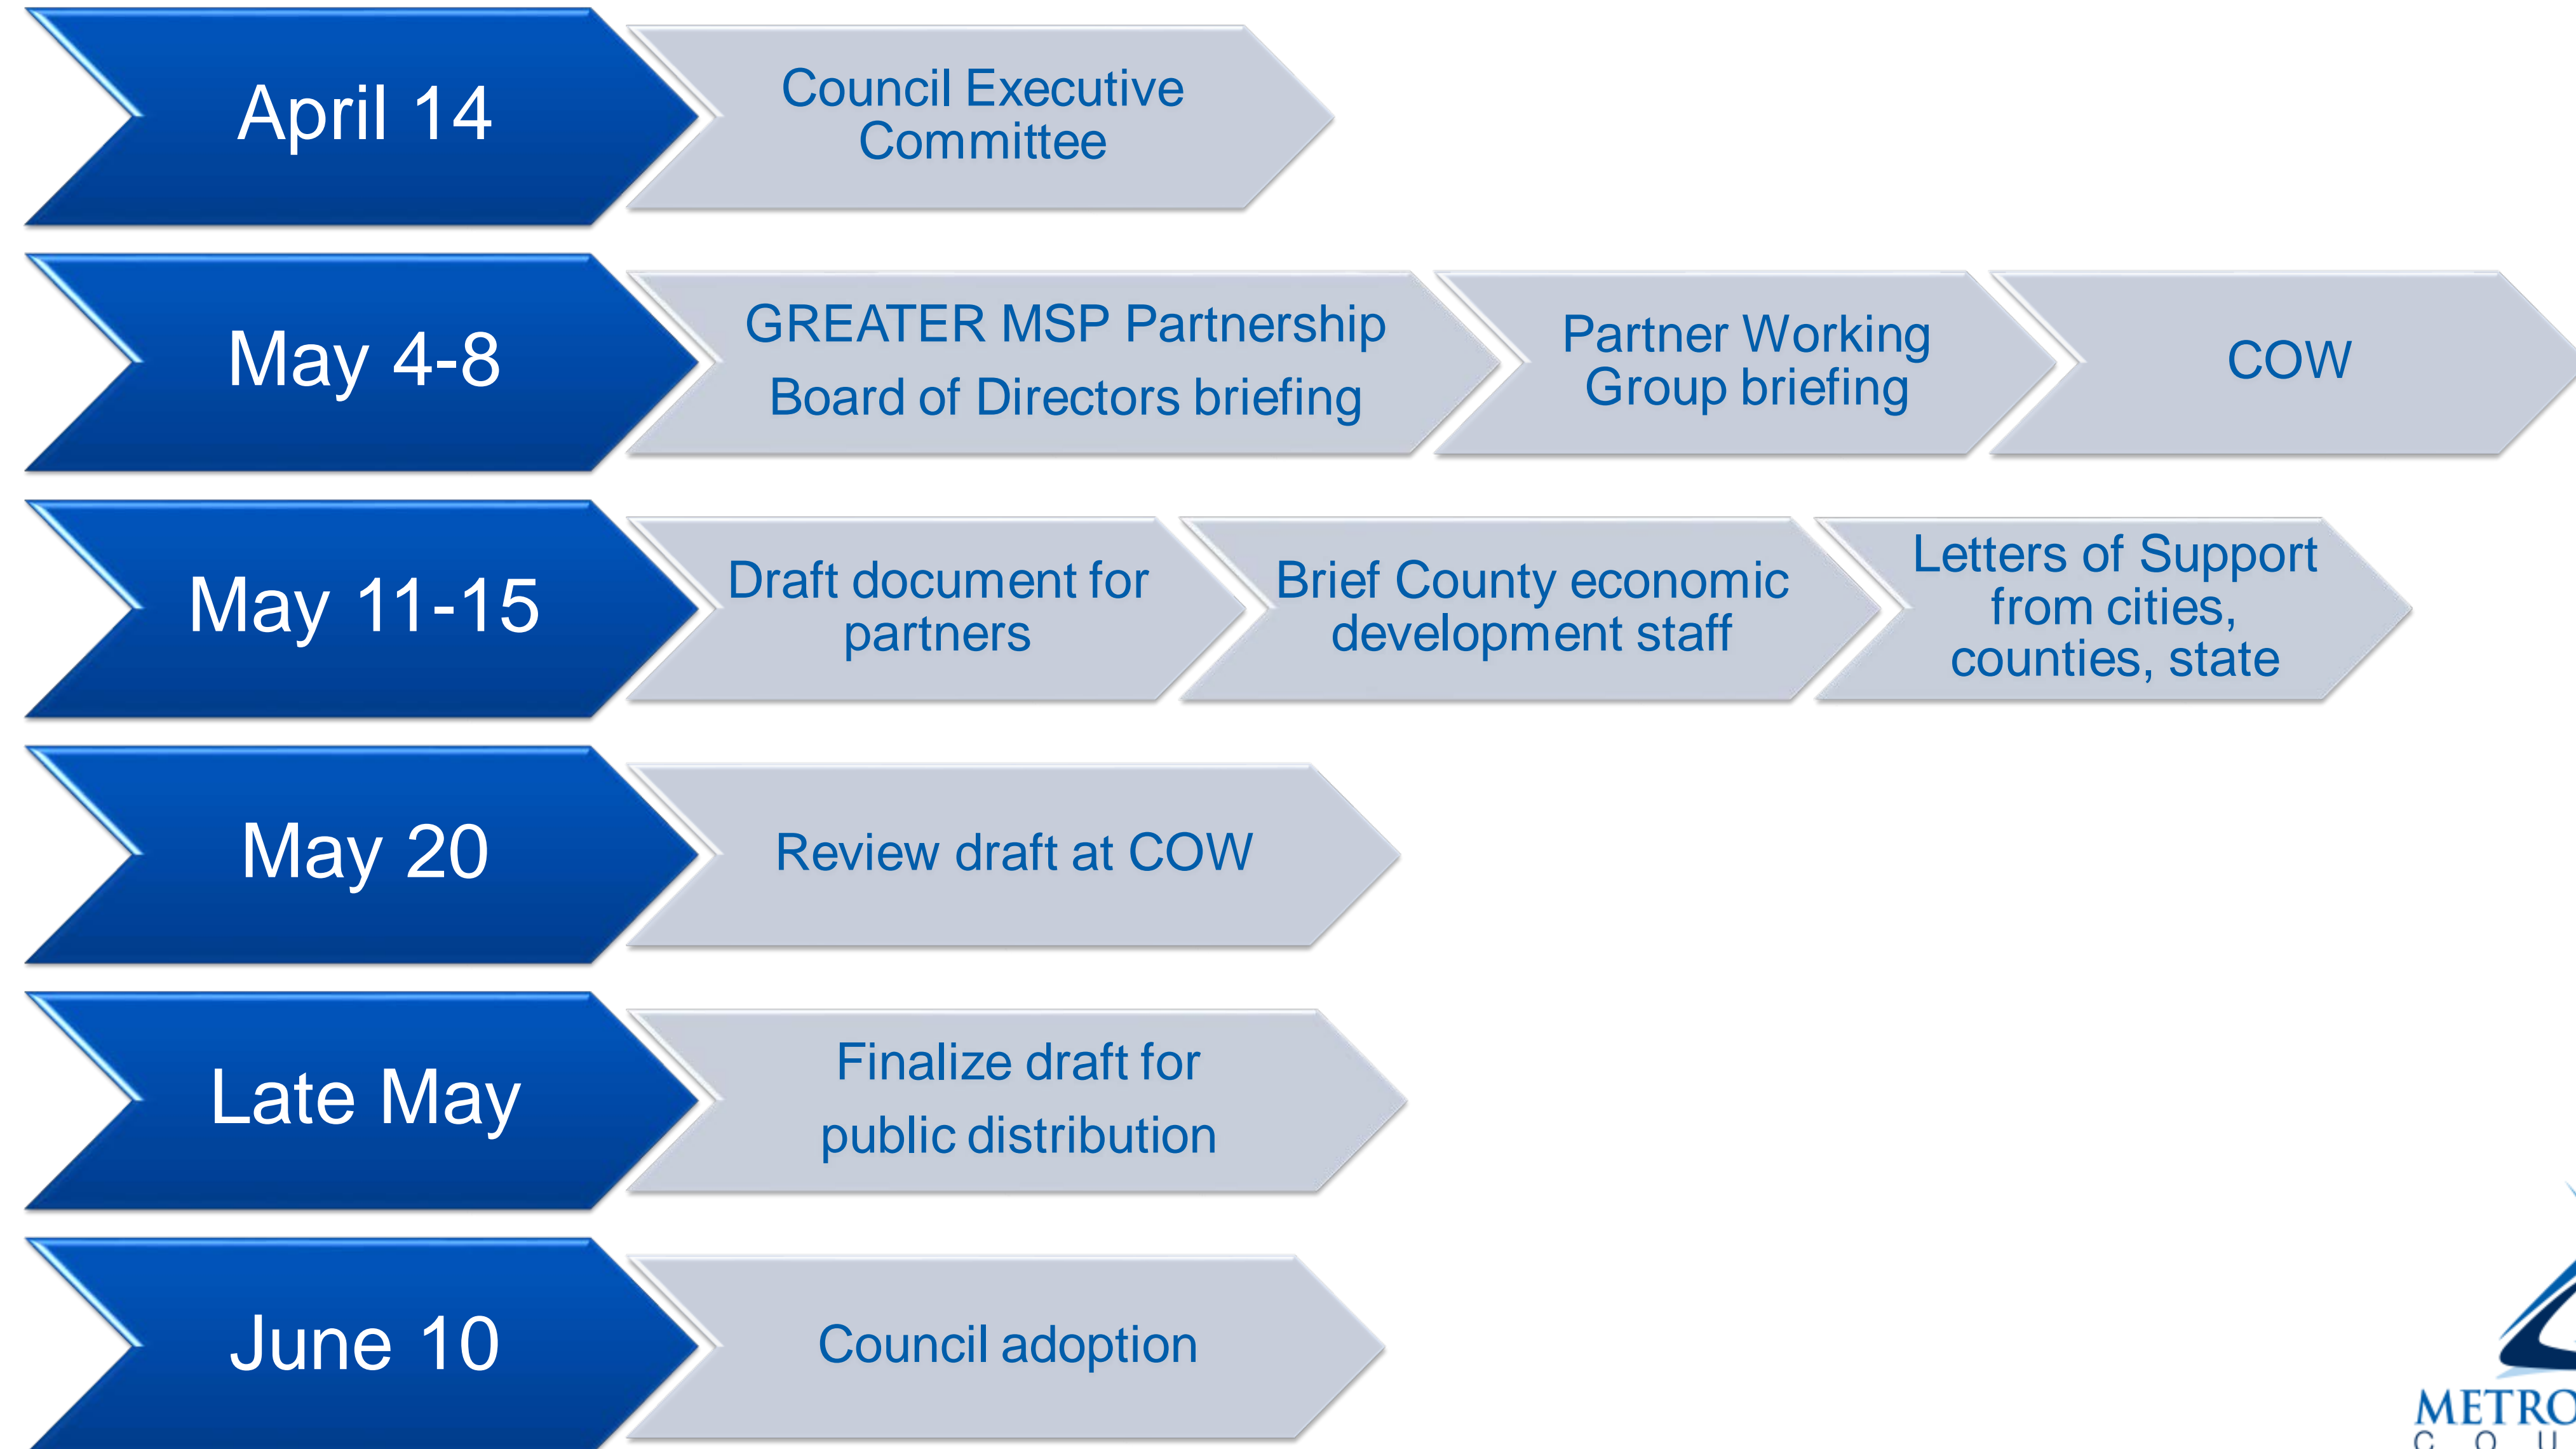 April 14
Council Executive
Committee
May 4-8
GREATER MSP Partnership
Board of Directors briefing
Partner Working
Group briefing
COW
May 11-15
Draft document for
partners
Brief County economic
development staff
Letters of Support
from cities,
counties, state
May 20
Review draft at COW
Late May
Finalize draft for
public distribution
June 10
Council adoption